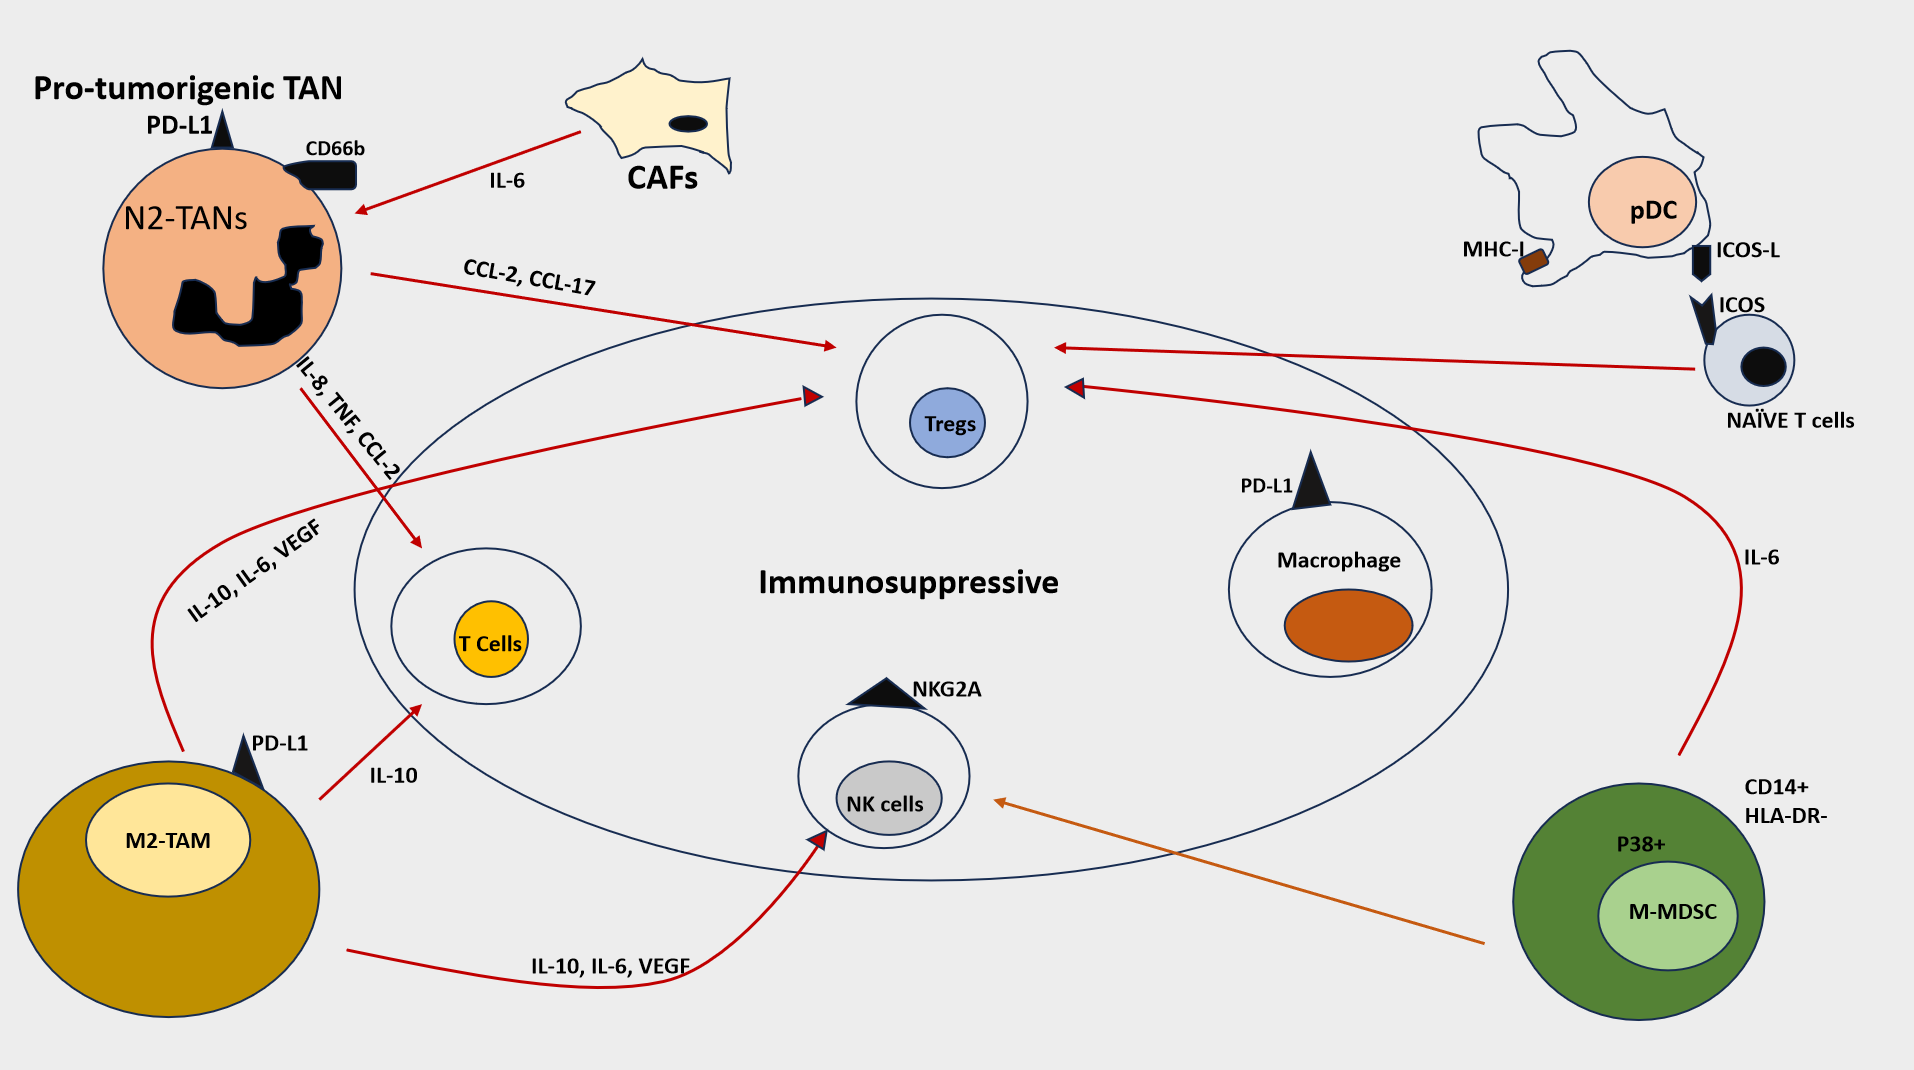 Pro-tumorigenic TAN
PD-L1
CD66b
N2-TANs
IL-6
CAFs
pDC
MHC-I
ICOS-L
ICOS
NAÏVE T cells
CCL-2, CCL-17
IL-8, TNF, CCL-2
Tregs
IL-10, IL-6, VEGF
PD-L1
Macrophage
IL-6
Immunosuppressive
T Cells
NKG2A
NK cells
PD-L1
IL-10
M2-TAM
IL-10, IL-6, VEGF
CD14+
HLA-DR-
P38+
M-MDSC